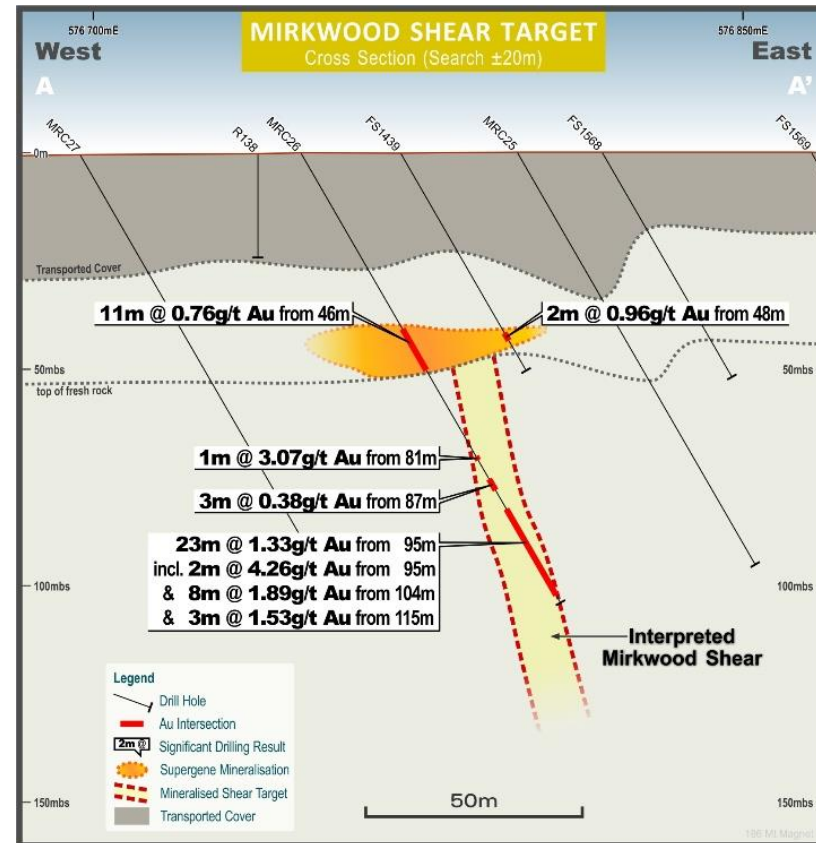 MIRKWOOD SHEAR TARGET
Cross Section (Search ±20m)
576 700mE
576 850mE
West
East
A
A'
MRC27
R138
MRC26
FS1439
MRC25
FS1568
FS1569
0m
Transported Cover
11m @ 0.76g/t Au from 46m
2m @ 0.96g/t Au from 48m
50mbs
50mbs
top of fresh rock
1m @ 3.07g/t Au from 81m
3m @ 0.38g/t Au from 87m
23m @ 1.33g/t Au from 95m
incl. 2m @ 4.26g/t Au from 95m
& 8m @ 1.89g/t Au from 104m
& 3m @ 1.53g/t Au from 115m
100mbs
100mbs
Interpreted
Mirkwood Shear
Legend
Drill Hole
Au Intersection
2m @ Significant Drilling Result
Supergene Mineralisation
Mineralised Shear Target
Transported Cover
50m
150mbs
150mbs
196 Mt Magnet